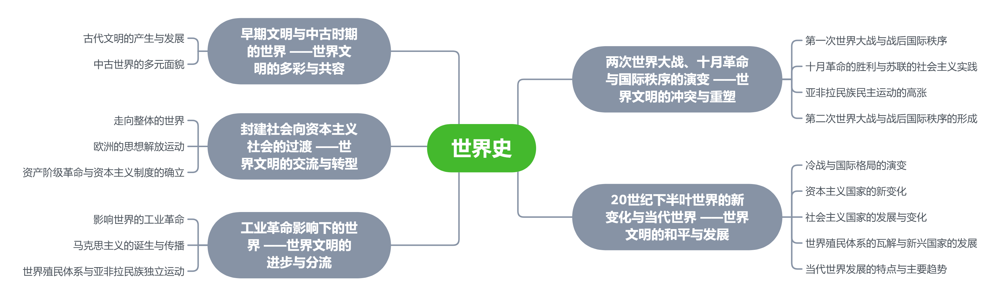 世界史
早期文明与中古时期
的世界 ——世界文
明的多彩与共容
古代文明的产生与发展
中古世界的多元面貌
封建社会向资本主义
社会的过渡 ——世
界文明的交流与转型
走向整体的世界
欧洲的思想解放运动
资产阶级革命与资本主义制度的确立
工业革命影响下的世
界 ——世界文明的
进步与分流
影响世界的工业革命
马克思主义的诞生与传播
世界殖民体系与亚非拉民族独立运动
两次世界大战、十月革命
与国际秩序的演变 ——世
界文明的冲突与重塑
第一次世界大战与战后国际秩序
十月革命的胜利与苏联的社会主义实践
亚非拉民族民主运动的高涨
第二次世界大战与战后国际秩序的形成
20世纪下半叶世界的新
变化与当代世界 ——世界
文明的和平与发展
冷战与国际格局的演变
资本主义国家的新变化
社会主义国家的发展与变化
世界殖民体系的瓦解与新兴国家的发展
当代世界发展的特点与主要趋势